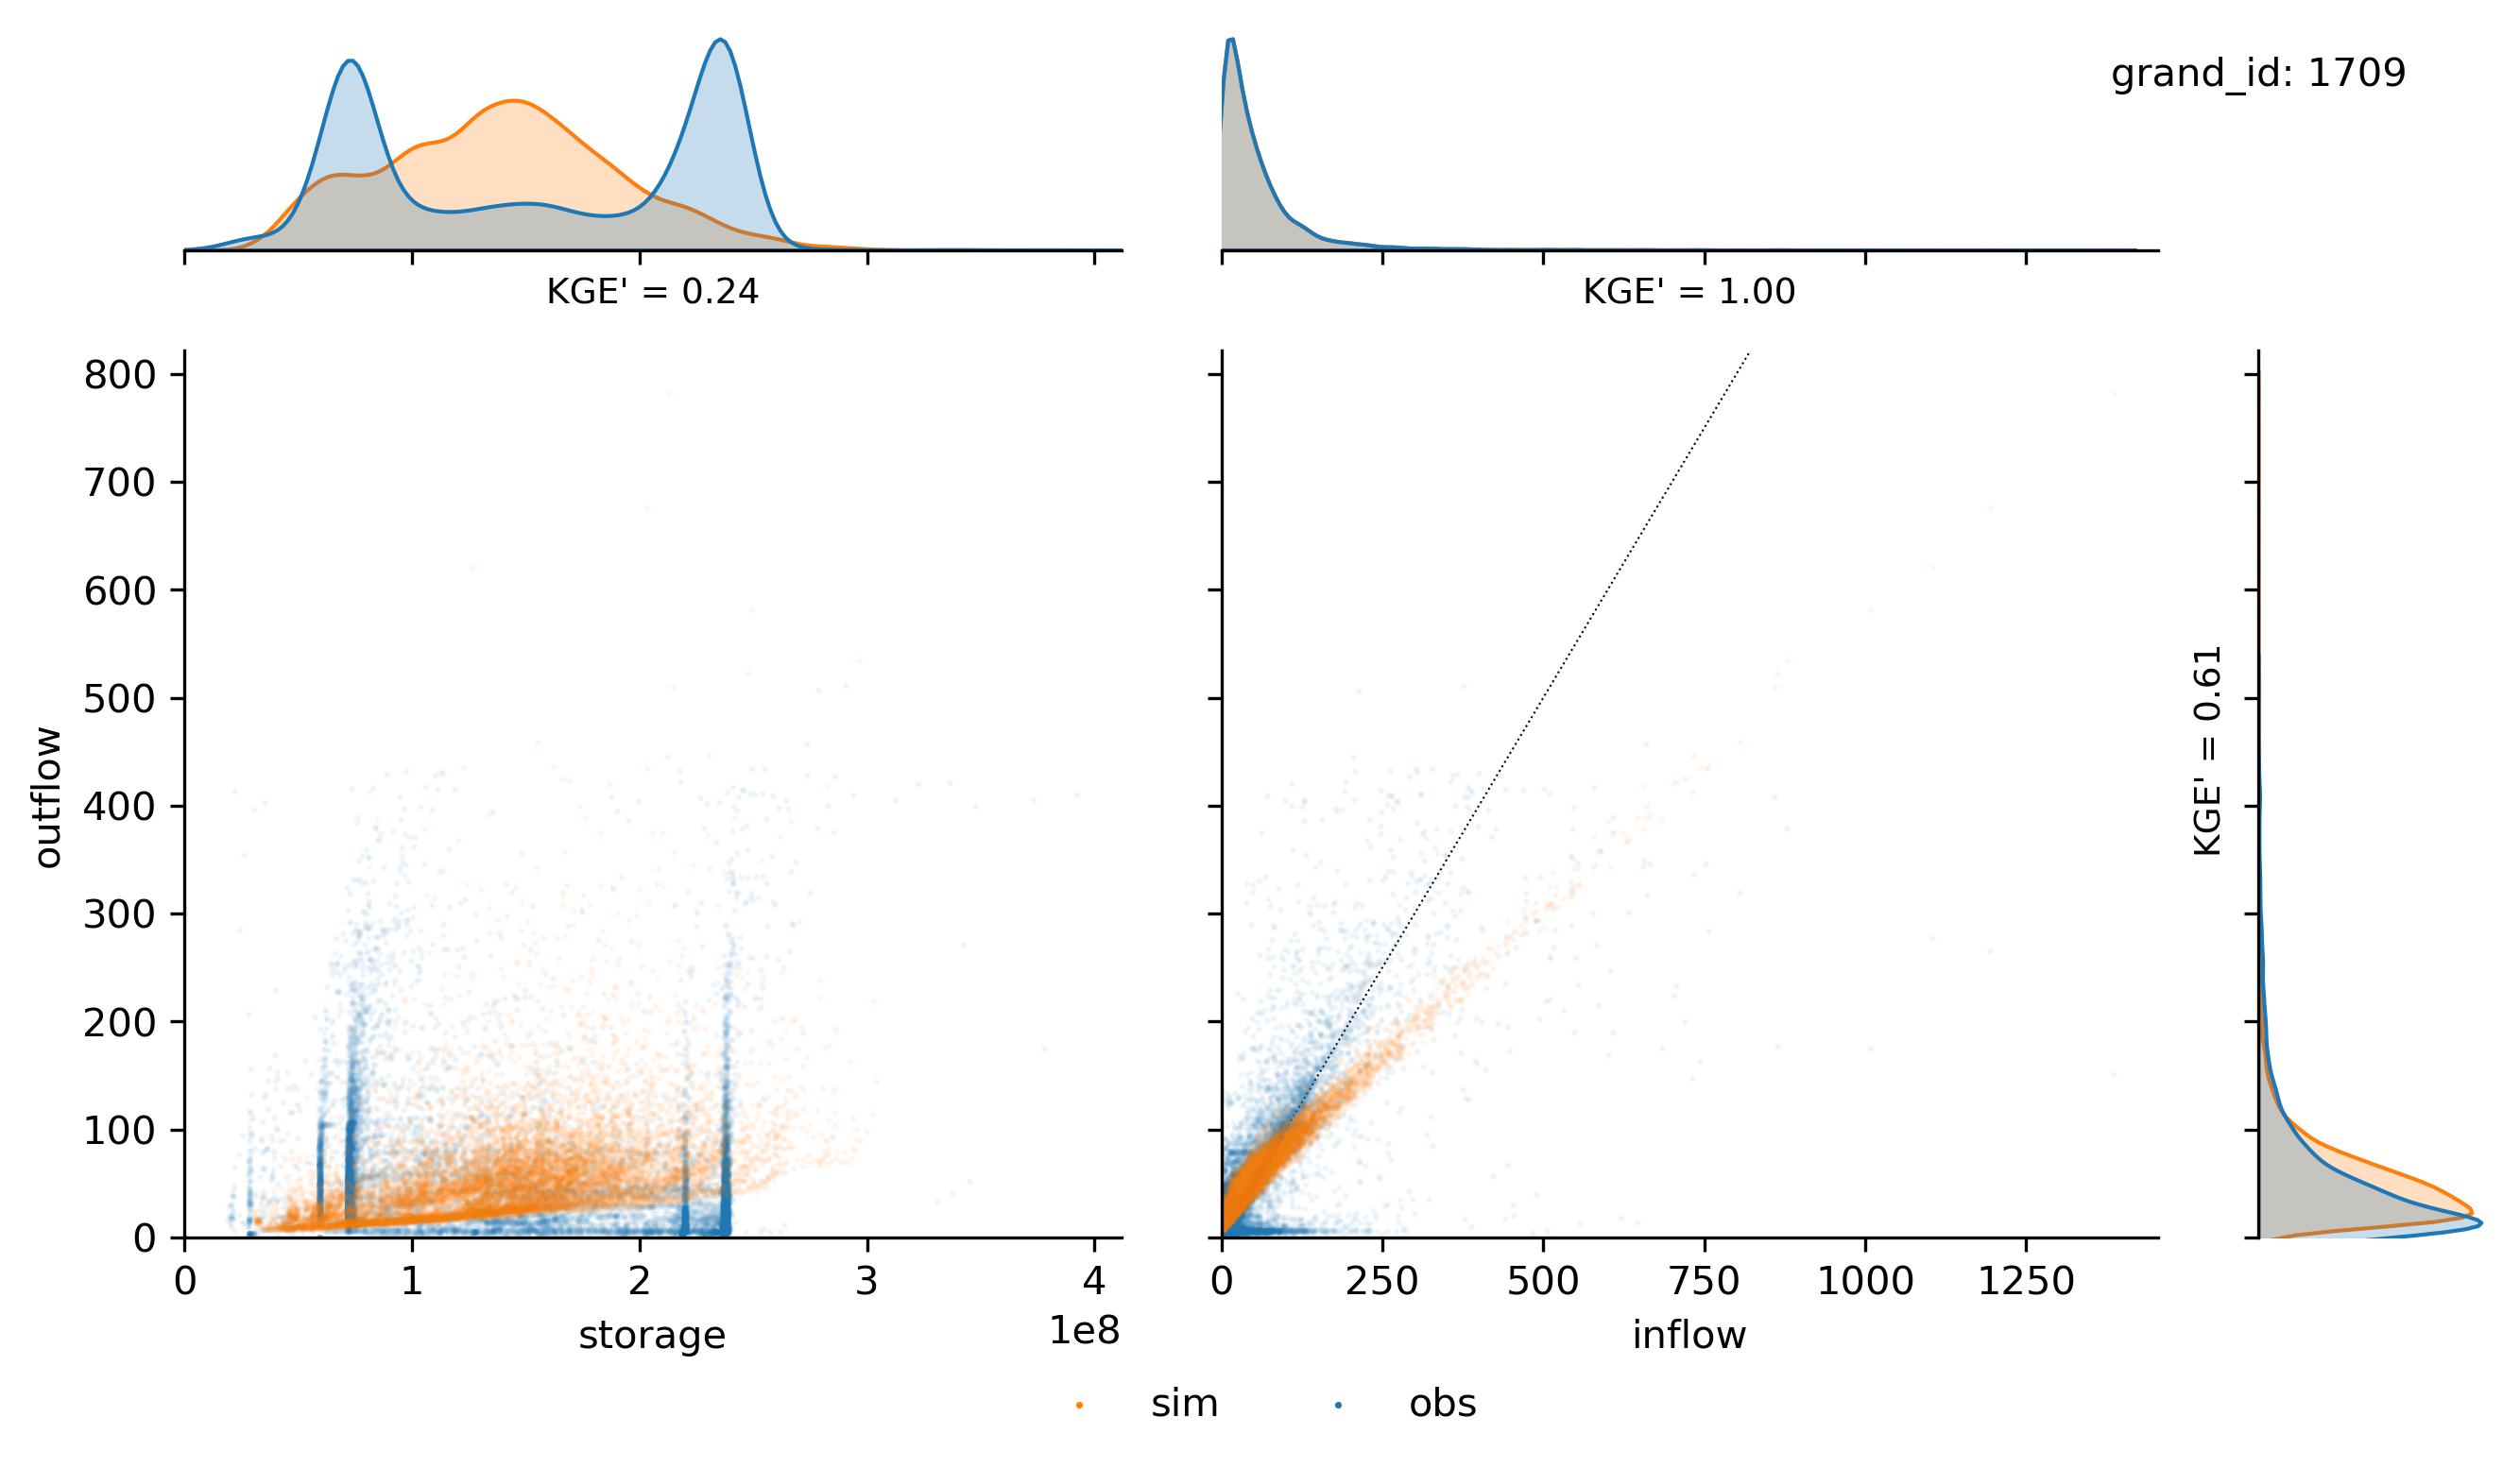 grand_id: 1709
KGE' = 0.24
KGE' = 1.00
800
700
600
500
400
300
200
100
0
outflow
KGE' = 0.61
0 1 2 3 4
0 250 500 750 1000 1250
storage
1e8
inflow
sim obs